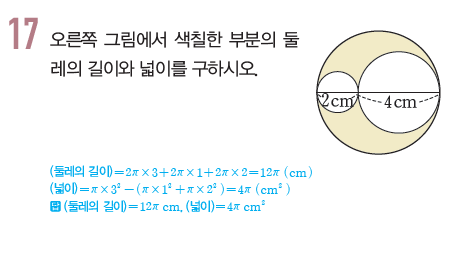 17 오른쪽 그림에서 색칠한 부분의 둘
레의 길이와 넓이를 구하시오.
2cm 4cm
(둘레의 길이)=2π×3+2π×1+2π×2=12π (cm)
(넓이)=π×3²-(π×1²+π×2²)=4π (cm²)
답 (둘레의 길이)=12π cm, (넓이)=4π cm²